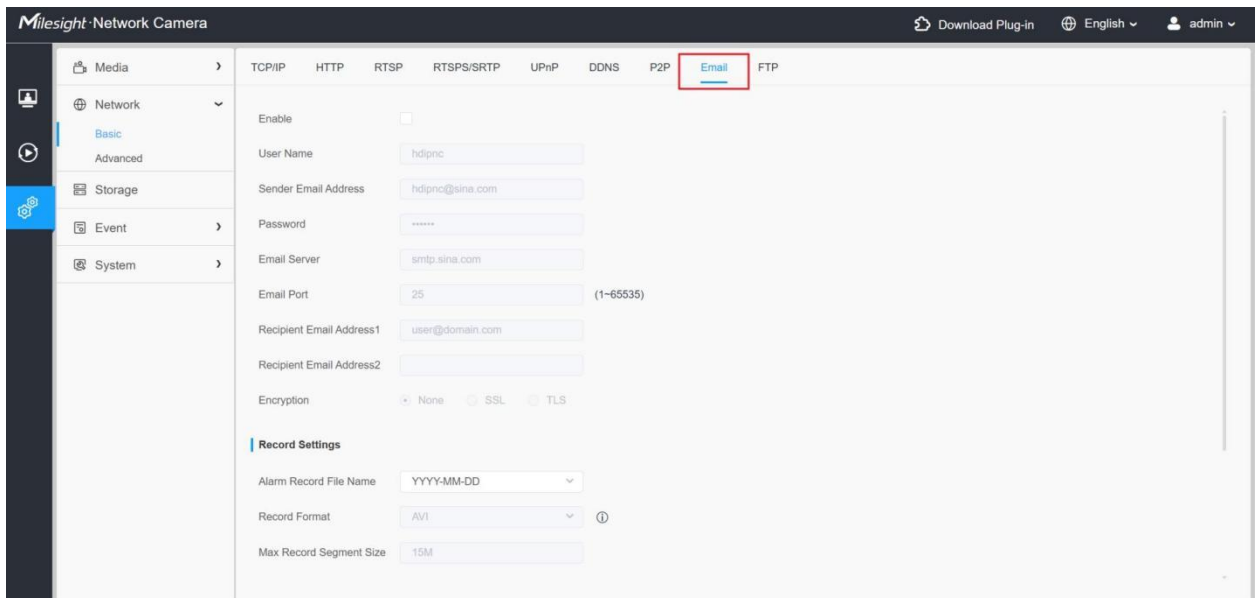 Milesight Network Camera
Download Plug-in
English
admin
Media
Network
Basic
Advanced
Storage
Event
System
TCP/IP HTTP RTSP RTSPS/SRTP UPnP DDNS P2P Email FTP
Enable
User Name hdipnc
Sender Email Address hdipnc@sina.com
Password ••••••
Email Server smtp.sina.com
Email Port 25 (1~65535)
Recipient Email Address1 user@domain.com
Recipient Email Address2
Encryption None SSL TLS
Record Settings
Alarm Record File Name YYYY-MM-DD
Record Format AVI
Max Record Segment Size 15M